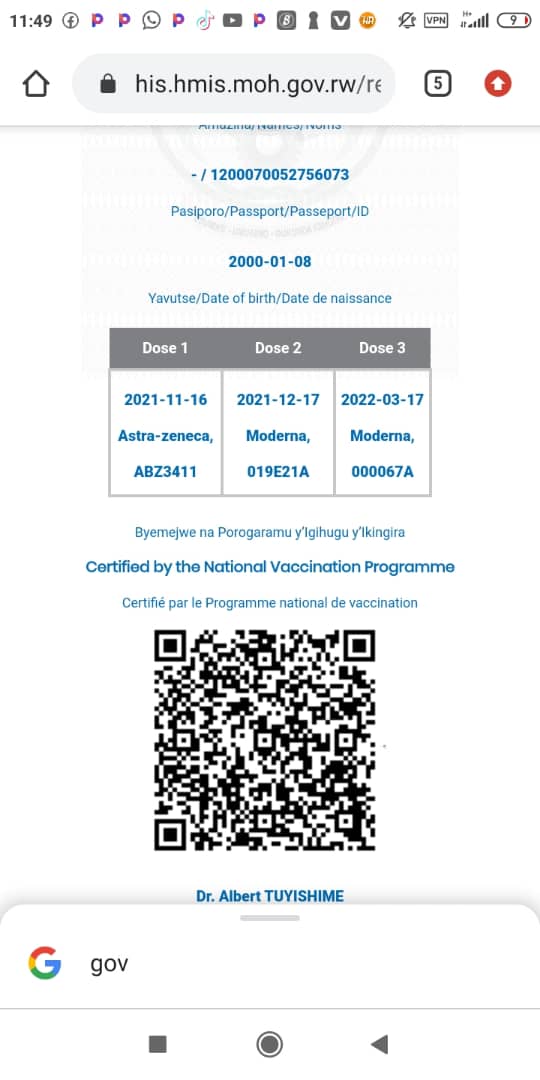 11:49 VPN H+ 9
his.hmis.moh.gov.rw/re 5
Amazina/Names/Noms
- / 1200070052756073
Pasiporo/Passport/Passeport/ID
2000-01-08
Yavutse/Date of birth/Date de naissance
Dose 1 Dose 2 Dose 3
2021-11-16 2021-12-17 2022-03-17
Astra-zeneca, Moderna, Moderna,
ABZ3411 019E21A 000067A
Byemejwe na Porogaramu y'Igihugu y'Ikingira
Certified by the National Vaccination Programme
Certifié par le Programme national de vaccination
Dr. Albert TUYISHIME
gov